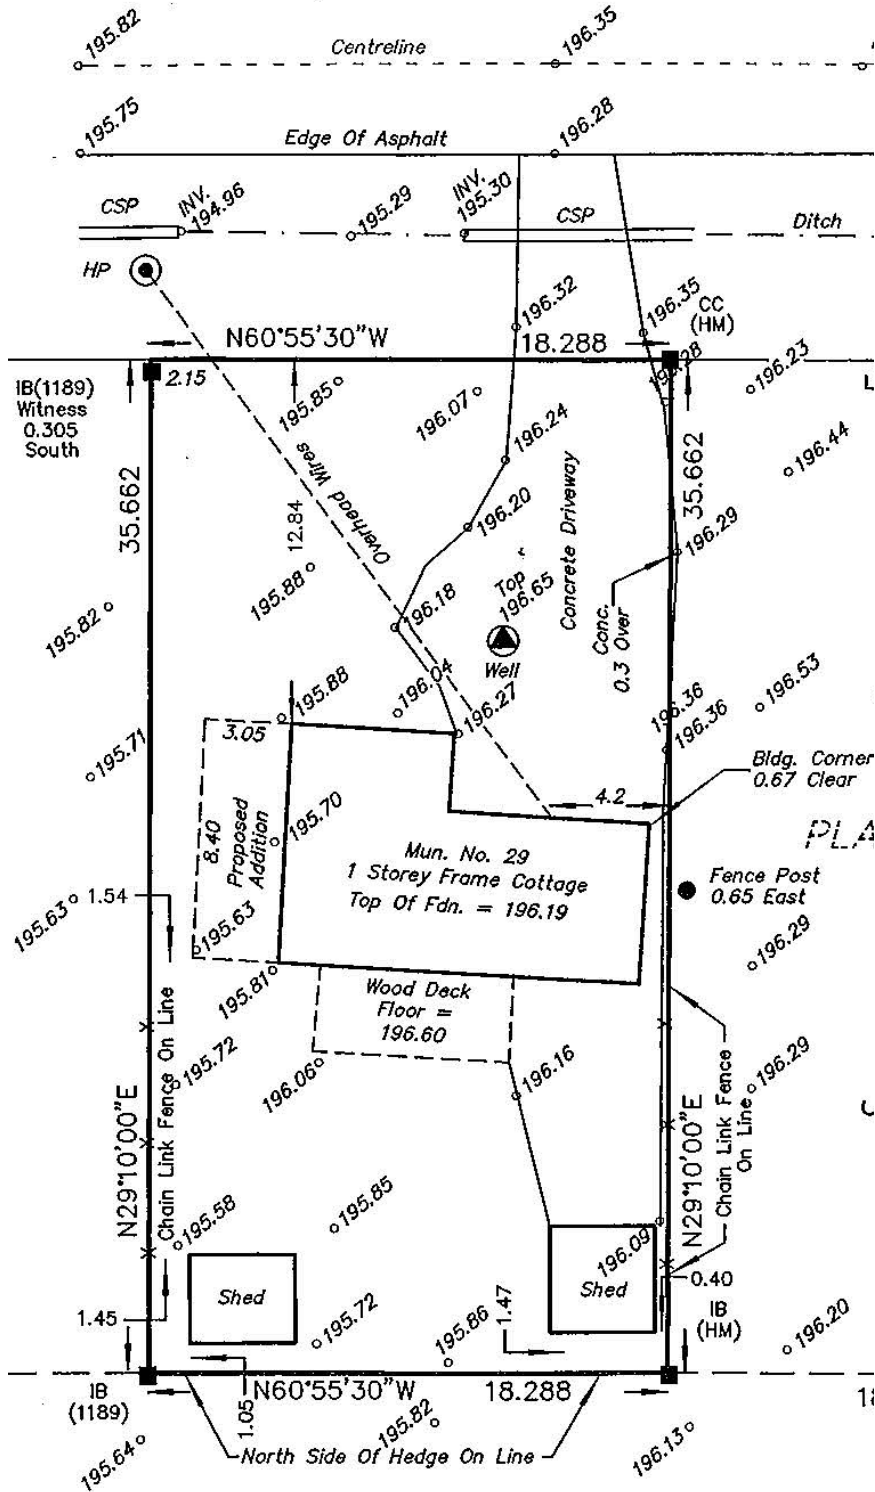 195.82
Centreline
196.35
195.75
Edge Of Asphalt
196.28
CSP
INV.
194.96
195.29
INV.
195.30
CSP
Ditch
HP
196.32
196.35
CC
(HM)
N60°55'30"W
18.288
IB(1189)
Witness
0.305
South
2.15
195.85
196.07
196.23
L
35.662
12.84
Overhead Wires
196.24
196.20
Concrete Driveway
35.662
196.44
196.29
195.88
195.82
196.18
Top
196.65
Well
Conc.
0.3 Over
195.88
196.04
196.27
196.36
196.36
196.53
195.71
3.05
8.40
Proposed
Addition
195.70
4.2
Bldg. Corner
0.67 Clear
PLA
Mun. No. 29
1 Storey Frame Cottage
Top Of Fdn. = 196.19
Fence Post
0.65 East
195.63
1.54
195.63
195.81
196.29
Wood Deck
Floor =
196.60
Chain Link Fence On Line
195.72
196.06
196.16
196.29
N29°10'00"E
N29°10'00"E
Chain Link Fence
On Line
195.58
195.85
196.09
Shed
Shed
1.45
195.72
195.86
1.47
0.40
IB
(HM)
196.20
IB
(1189)
1.05
N60°55'30"W
18.288
18
195.64
195.82
North Side Of Hedge On Line
196.13